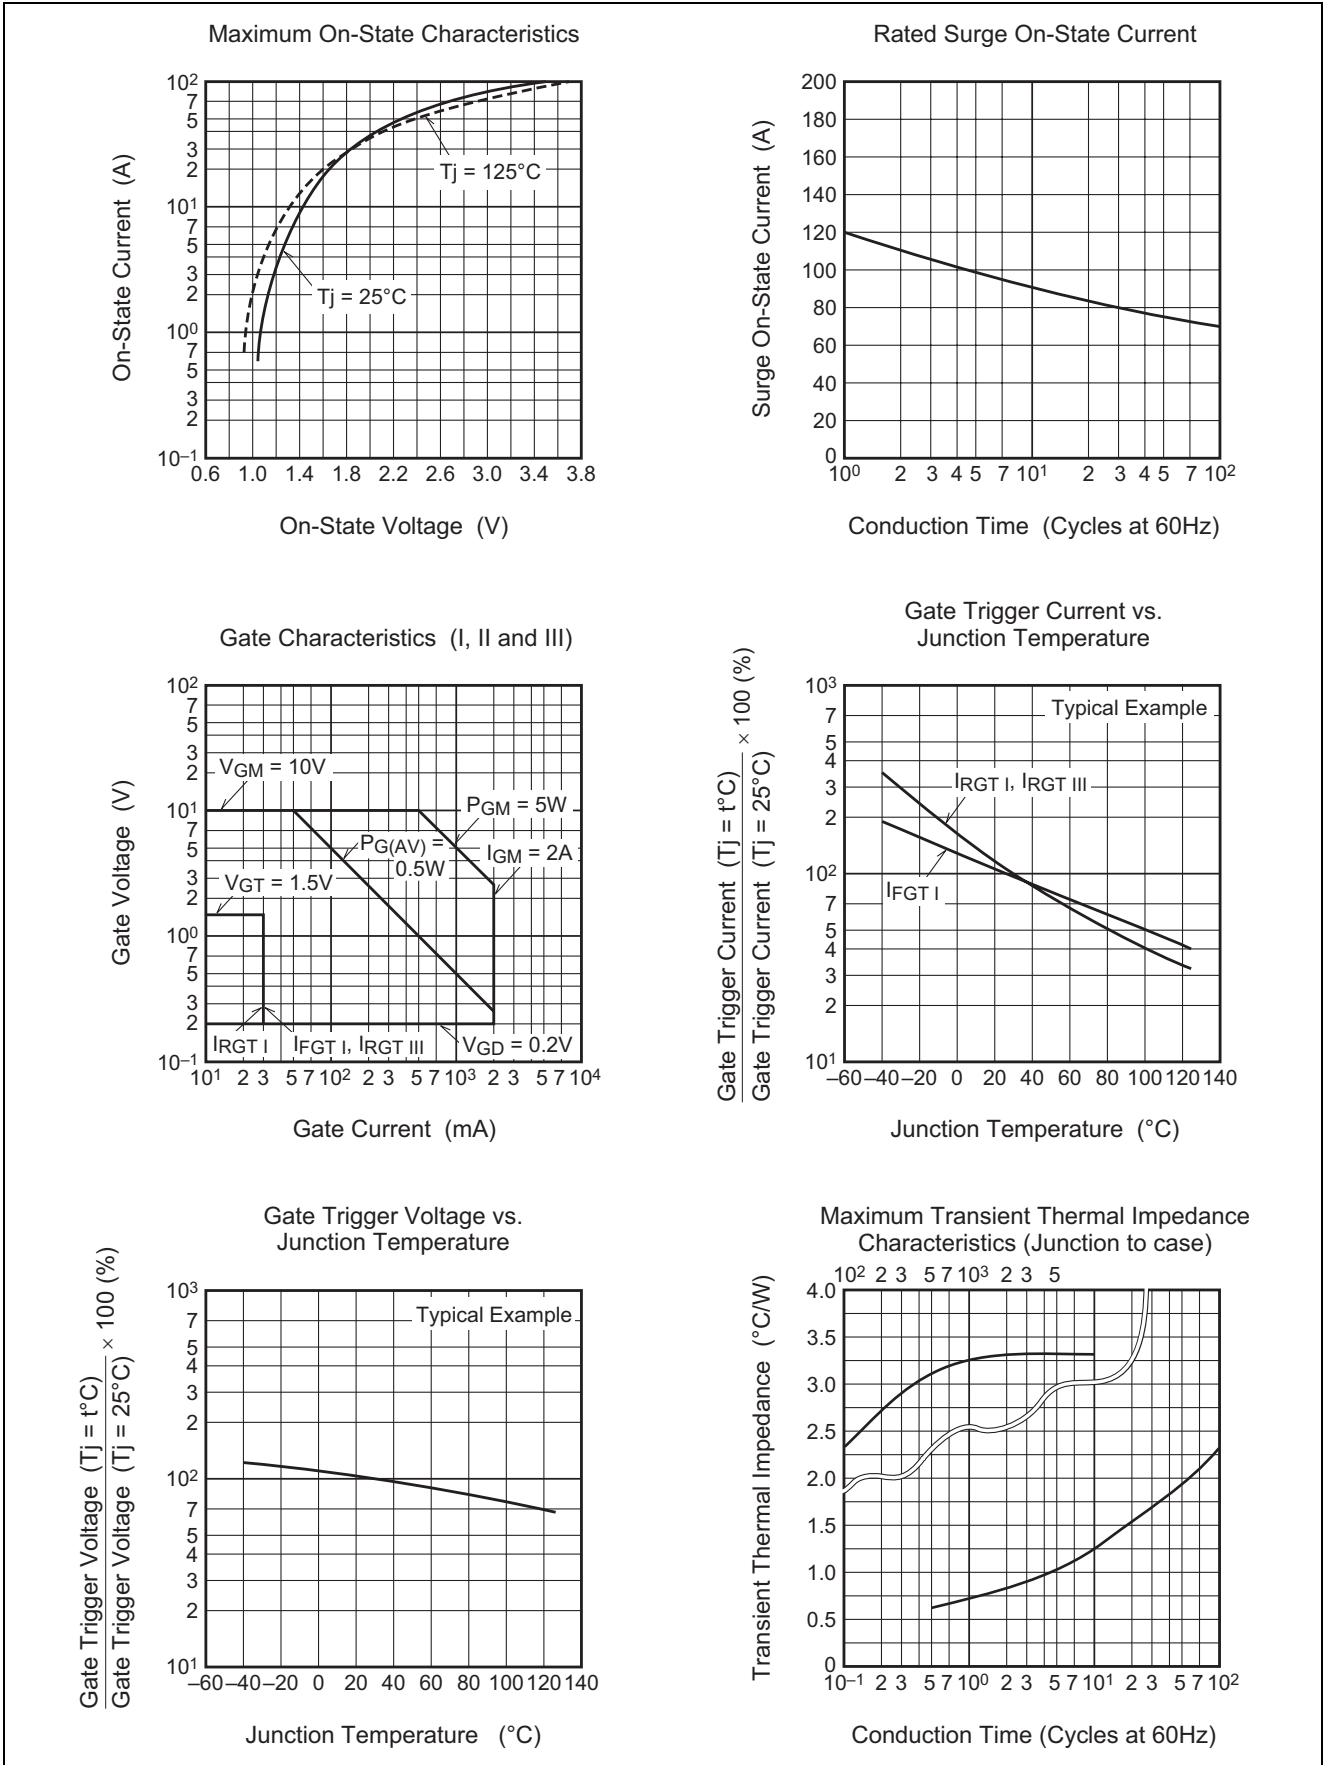 Maximum On-State Characteristics
On-State Current (A)
10²
7
5
3
2
10¹
7
5
3
2
10⁰
7
5
3
2
10–¹
Tj = 125°C
Tj = 25°C
0.6 1.0 1.4 1.8 2.2 2.6 3.0 3.4 3.8
On-State Voltage (V)
Rated Surge On-State Current
Surge On-State Current (A)
200
180
160
140
120
100
80
60
40
20
0
10⁰ 2 3 4 5 7 10¹ 2 3 4 5 7 10²
Conduction Time (Cycles at 60Hz)
Gate Characteristics (I, II and III)
Gate Voltage (V)
10²
7
5
3
2
10¹
7
5
3
2
10⁰
7
5
3
2
10–¹
VGM = 10V
PGM = 5W
PG(AV) =
0.5W
IGM = 2A
VGT = 1.5V
IRGT I
IFGT I, IRGT III
VGD = 0.2V
10¹ 2 3 5 7 10² 2 3 5 7 10³ 2 3 5 7 10⁴
Gate Current (mA)
Gate Trigger Current vs.
Junction Temperature
Gate Trigger Current (Tj = t°C)
Gate Trigger Current (Tj = 25°C)
× 100 (%)
10³
7
5
4
3
2
10²
7
5
4
3
2
10¹
Typical Example
IRGT I, IRGT III
IFGT I
–60 –40 –20 0 20 40 60 80 100 120 140
Junction Temperature (°C)
Gate Trigger Voltage vs.
Junction Temperature
Gate Trigger Voltage (Tj = t°C)
Gate Trigger Voltage (Tj = 25°C)
× 100 (%)
10³
7
5
4
3
2
10²
7
5
4
3
2
10¹
Typical Example
–60 –40 –20 0 20 40 60 80 100 120 140
Junction Temperature (°C)
Maximum Transient Thermal Impedance
Characteristics (Junction to case)
10² 2 3 5 7 10³ 2 3 5
Transient Thermal Impedance (°C/W)
4.0
3.5
3.0
2.5
2.0
1.5
1.0
0.5
0
10–¹ 2 3 5 7 10⁰ 2 3 5 7 10¹ 2 3 5 7 10²
Conduction Time (Cycles at 60Hz)